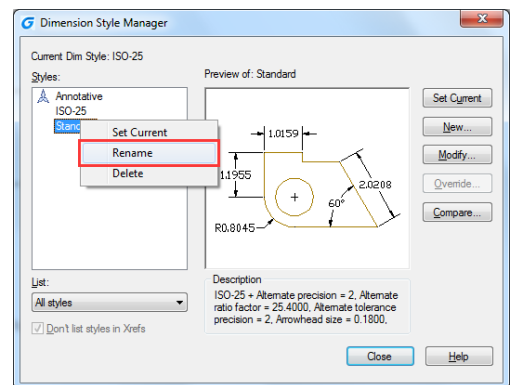 Dimension Style Manager
Current Dim Style: ISO-25
Styles:
Preview of: Standard
Annotative
ISO-25
Set Current
Rename
Delete
1.0159
1.1955
2.0208
60°
R0.8045
Set Current
New...
Modify...
Override...
Compare...
List:
All styles
Don't list styles in Xrefs
Description
ISO-25 + Alternate precision = 2, Alternate
ratio factor = 25.4000, Alternate tolerance
precision = 2, Arrowhead size = 0.1800,
Close
Help